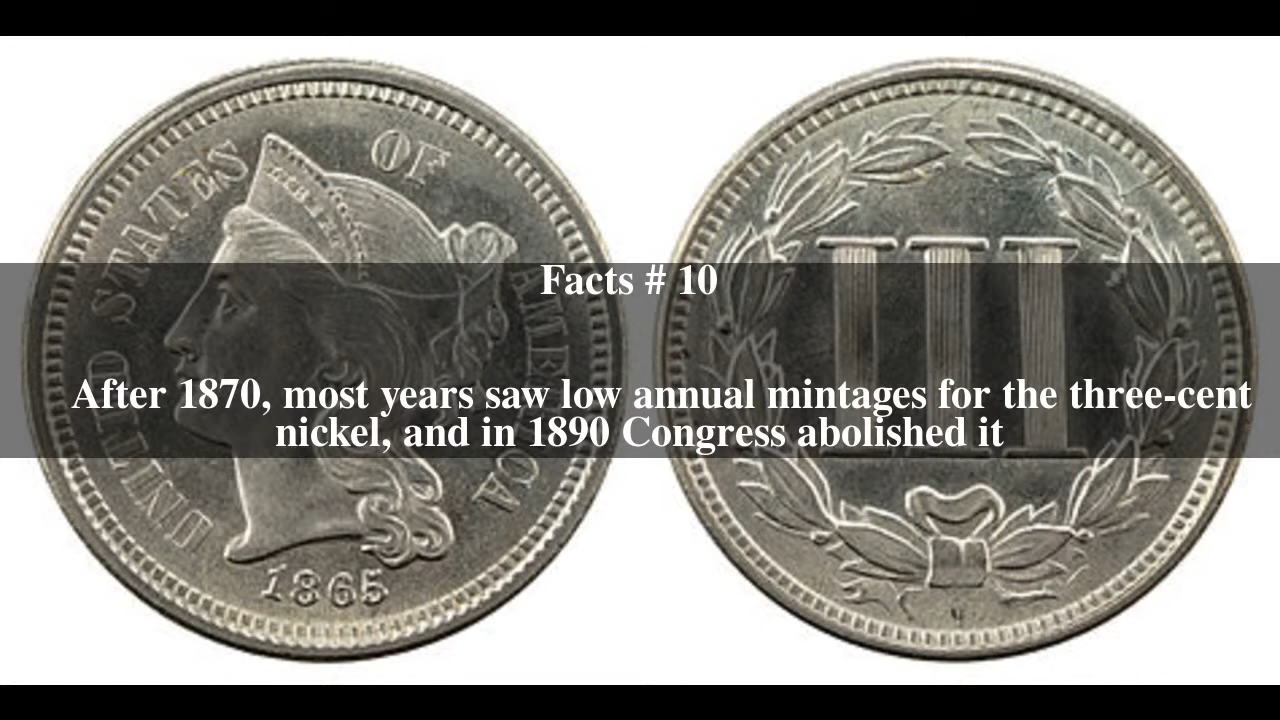 UNITED STATES OF AMERICA
1865
III
Facts # 10
After 1870, most years saw low annual mintages for the three-cent
nickel, and in 1890 Congress abolished it